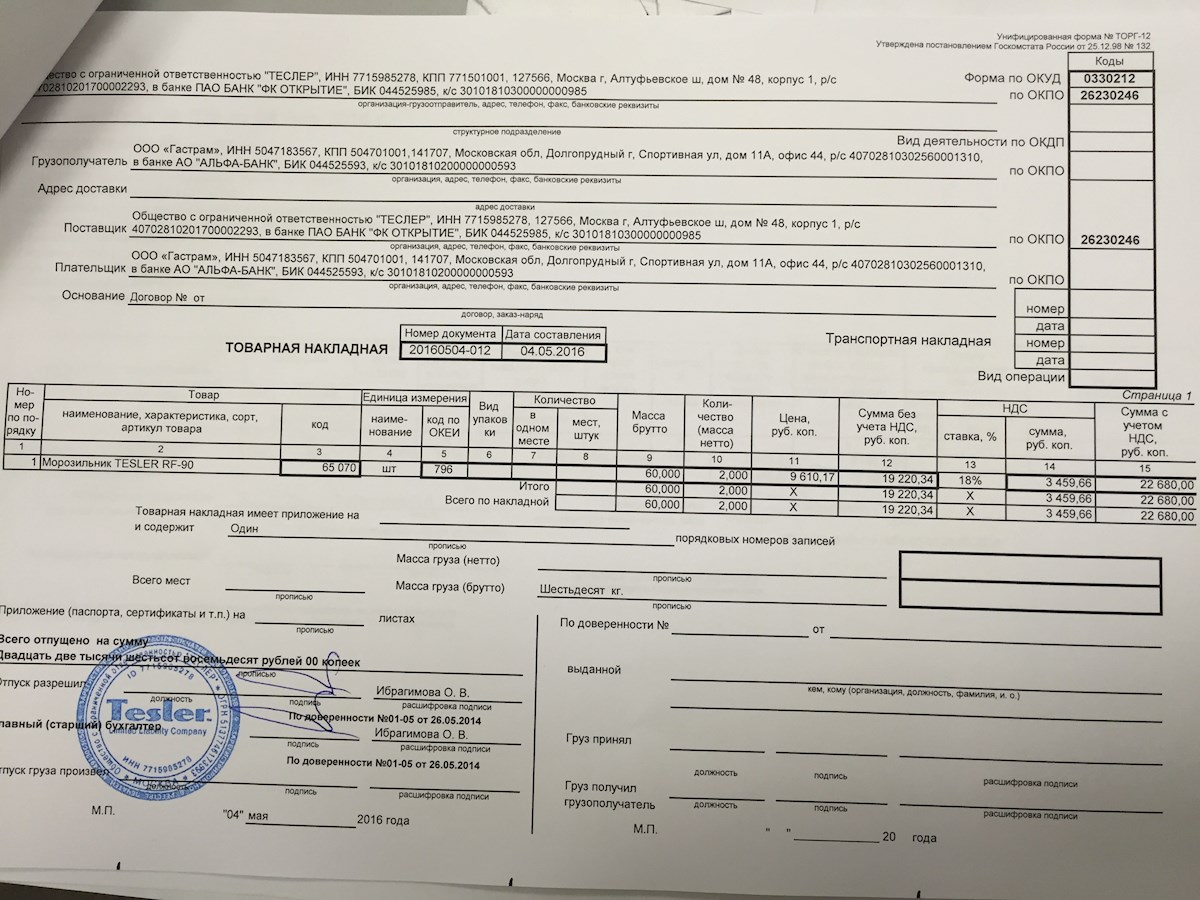 Унифицированная форма № ТОРГ-12
Утверждена постановлением Госкомстата России от 25.12.98 № 132
Коды
Форма по ОКУД 0330212
с ограниченной ответственностью "ТЕСЛЕР", ИНН 7715985278, КПП 771501001, 127566, Москва г, Алтуфьевское ш, дом № 48, корпус 1, р/с
02810201700002293, в банке ПАО БАНК "ФК ОТКРЫТИЕ", БИК 044525985, к/с 30101810300000000985
по ОКПО 26230246
организация-грузоотправитель, адрес, телефон, факс, банковские реквизиты
структурное подразделение
Вид деятельности по ОКДП
Грузополучатель ООО «Гастрам», ИНН 5047183567, КПП 504701001,141707, Московская обл, Долгопрудный г, Спортивная ул, дом 11А, офис 44, р/с 40702810302560001310,
в банке АО "АЛЬФА-БАНК", БИК 044525593, к/с 30101810200000000593
по ОКПО
организация, адрес, телефон, факс, банковские реквизиты
Адрес доставки
адрес доставки
Поставщик Общество с ограниченной ответственностью "ТЕСЛЕР", ИНН 7715985278, 127566, Москва г, Алтуфьевское ш, дом № 48, корпус 1, р/с
40702810201700002293, в банке ПАО БАНК "ФК ОТКРЫТИЕ", БИК 044525985, к/с 30101810300000000985
по ОКПО 26230246
организация, адрес, телефон, факс, банковские реквизиты
Плательщик ООО «Гастрам», ИНН 5047183567, КПП 504701001, 141707, Московская обл, Долгопрудный г, Спортивная ул, дом 11А, офис 44, р/с 40702810302560001310,
в банке АО "АЛЬФА-БАНК", БИК 044525593, к/с 30101810200000000593
по ОКПО
организация, адрес, телефон, факс, банковские реквизиты
Основание Договор № от
договор, заказ-наряд
номер
дата
Транспортная накладная номер
дата
Вид операции
Номер документа Дата составления
ТОВАРНАЯ НАКЛАДНАЯ 20160504-012 04.05.2016
Страница 1
Но-мер по по-рядку
Товар
наименование, характеристика, сорт, артикул товара
код
Единица измерения
наиме-нование
код по ОКЕИ
Вид упаков ки
Количество
в одном месте
мест, штук
Масса брутто
Коли-чество (масса нетто)
Цена, руб. коп.
Сумма без учета НДС, руб. коп.
НДС
ставка, %
сумма, руб. коп.
Сумма с учетом НДС, руб. коп.
1 2 3 4 5 6 7 8 9 10 11 12 13 14 15
1 Морозильник TESLER RF-90 65 070 шт 796 60,000 2,000 9 610,17 19 220,34 18% 3 459,66 22 680,00
Итого 60,000 2,000 X 19 220,34 X 3 459,66 22 680,00
Всего по накладной 60,000 2,000 X 19 220,34 X 3 459,66 22 680,00
Товарная накладная имеет приложение на
и содержит Один порядковых номеров записей
прописью
Масса груза (нетто)
прописью
Всего мест
прописью
Масса груза (брутто) Шестьдесят кг.
прописью
Приложение (паспорта, сертификаты и т.п.) на листах
прописью
Всего отпущено на сумму
Двадцать две тысячи шестьсот восемьдесят рублей 00 копеек
прописью
Отпуск разрешил Ибрагимова О. В.
должность подпись расшифровка подписи
По доверенности №01-05 от 26.05.2014
лавный (старший) бухгалтер Ибрагимова О. В.
подпись расшифровка подписи
По доверенности №01-05 от 26.05.2014
тпуск груза произвел
должность подпись расшифровка подписи
М.П. "04" мая 2016 года
По доверенности № от
выданной
кем, кому (организация, должность, фамилия, и. о.)
Груз принял
должность подпись расшифровка подписи
Груз получил
грузополучатель
должность подпись расшифровка подписи
М.П. " " 20 года
ID 7715985278
Tesler
Limited Liability Company
ИНН 7715985278
МОСКВА